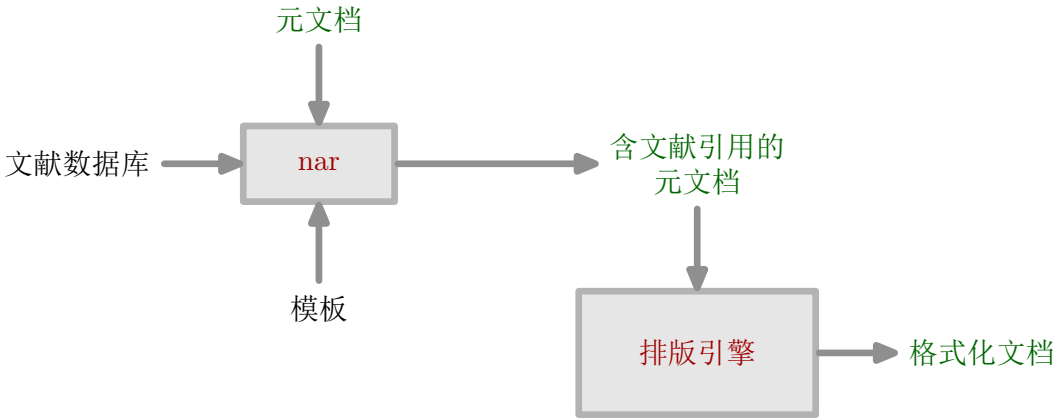 元文档
文献数据库
nar
含文献引用的
元文档
模板
排版引擎
格式化文档